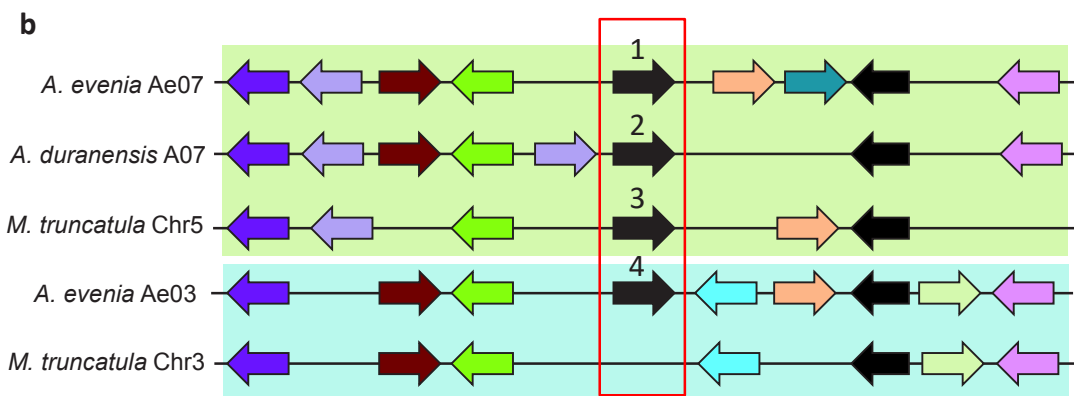 b
1
A. evenia Ae07
2
A. duranensis A07
3
M. truncatula Chr5
4
A. evenia Ae03
M. truncatula Chr3